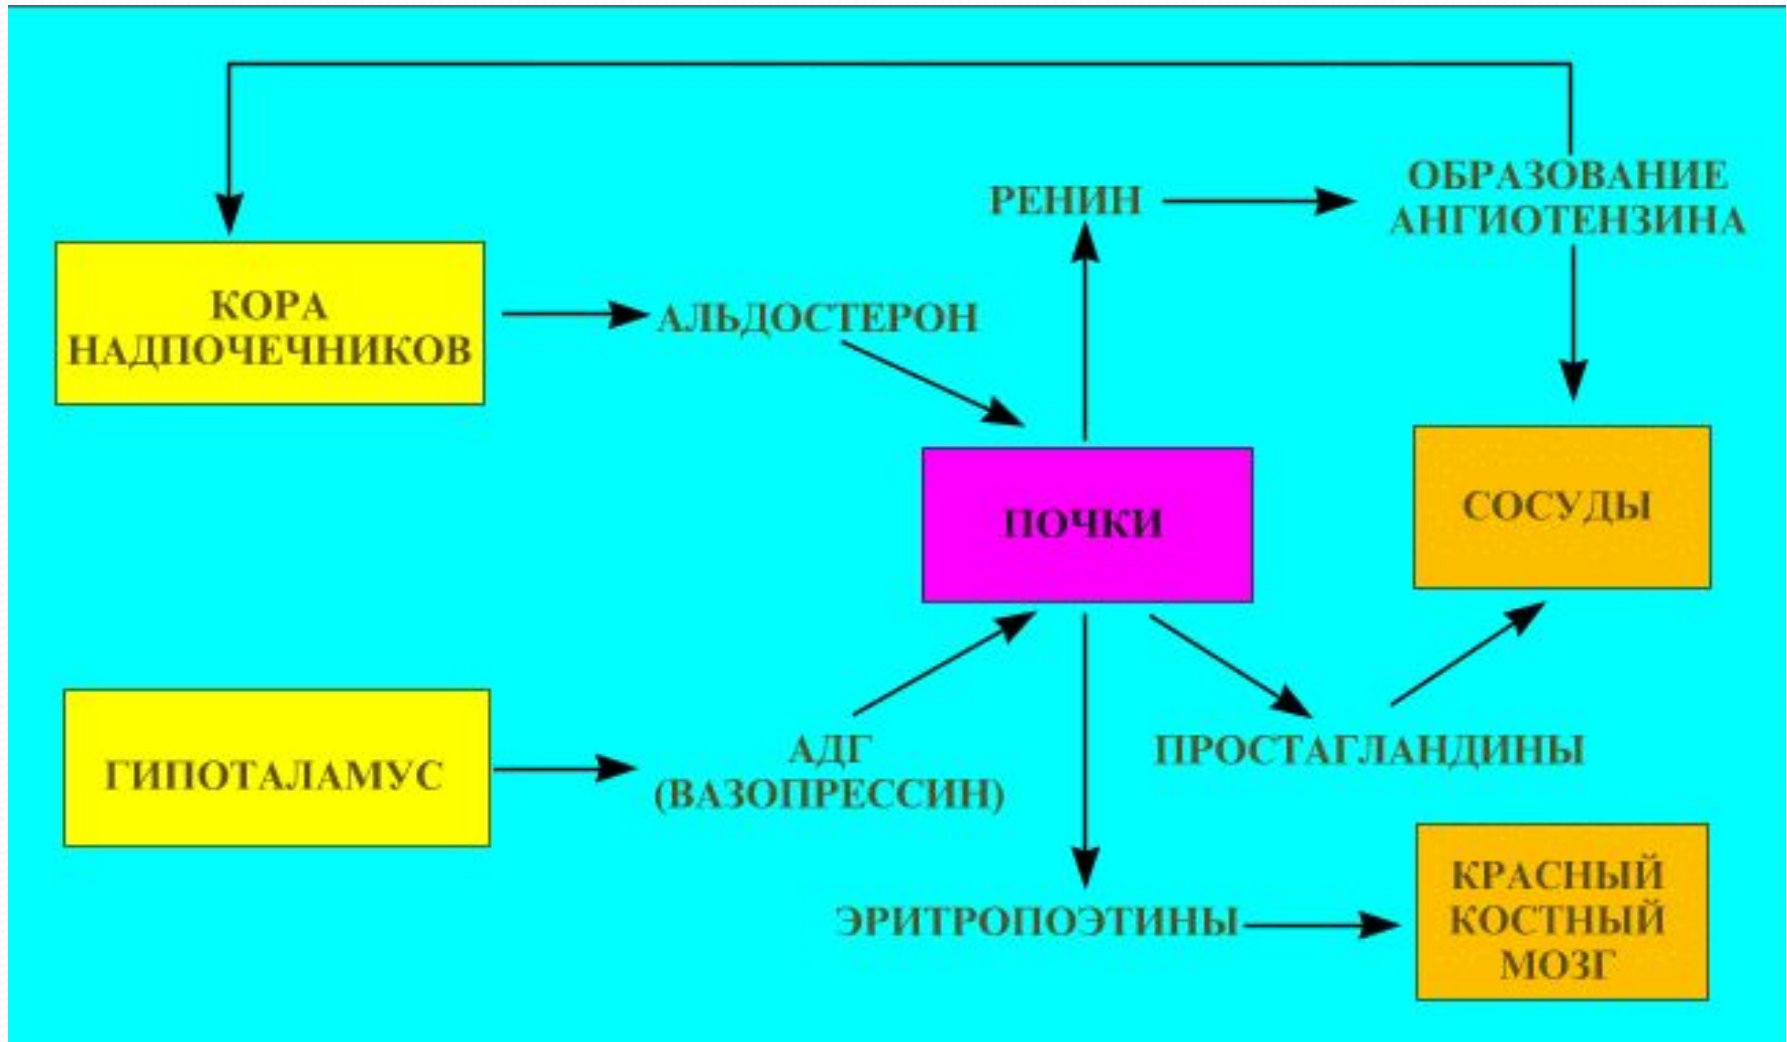 ОБРАЗОВАНИЕ
АНГИОТЕНЗИНА
РЕНИН
КОРА
НАДПОЧЕЧНИКОВ
АЛЬДОСТЕРОН
ПОЧКИ
СОСУДЫ
ГИПОТАЛАМУС
АДГ
(ВАЗОПРЕССИН)
ПРОСТАГЛАНДИНЫ
ЭРИТРОПОЭТИНЫ
КРАСНЫЙ
КОСТНЫЙ
МОЗГ